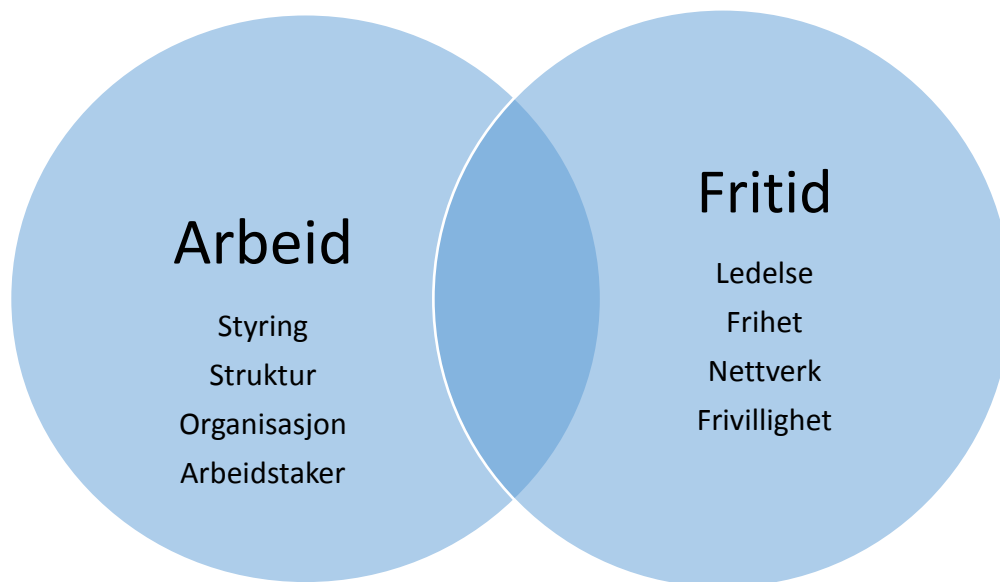 Arbeid
Styring
Struktur
Organisasjon
Arbeidstaker
Fritid
Ledelse
Frihet
Nettverk
Frivillighet